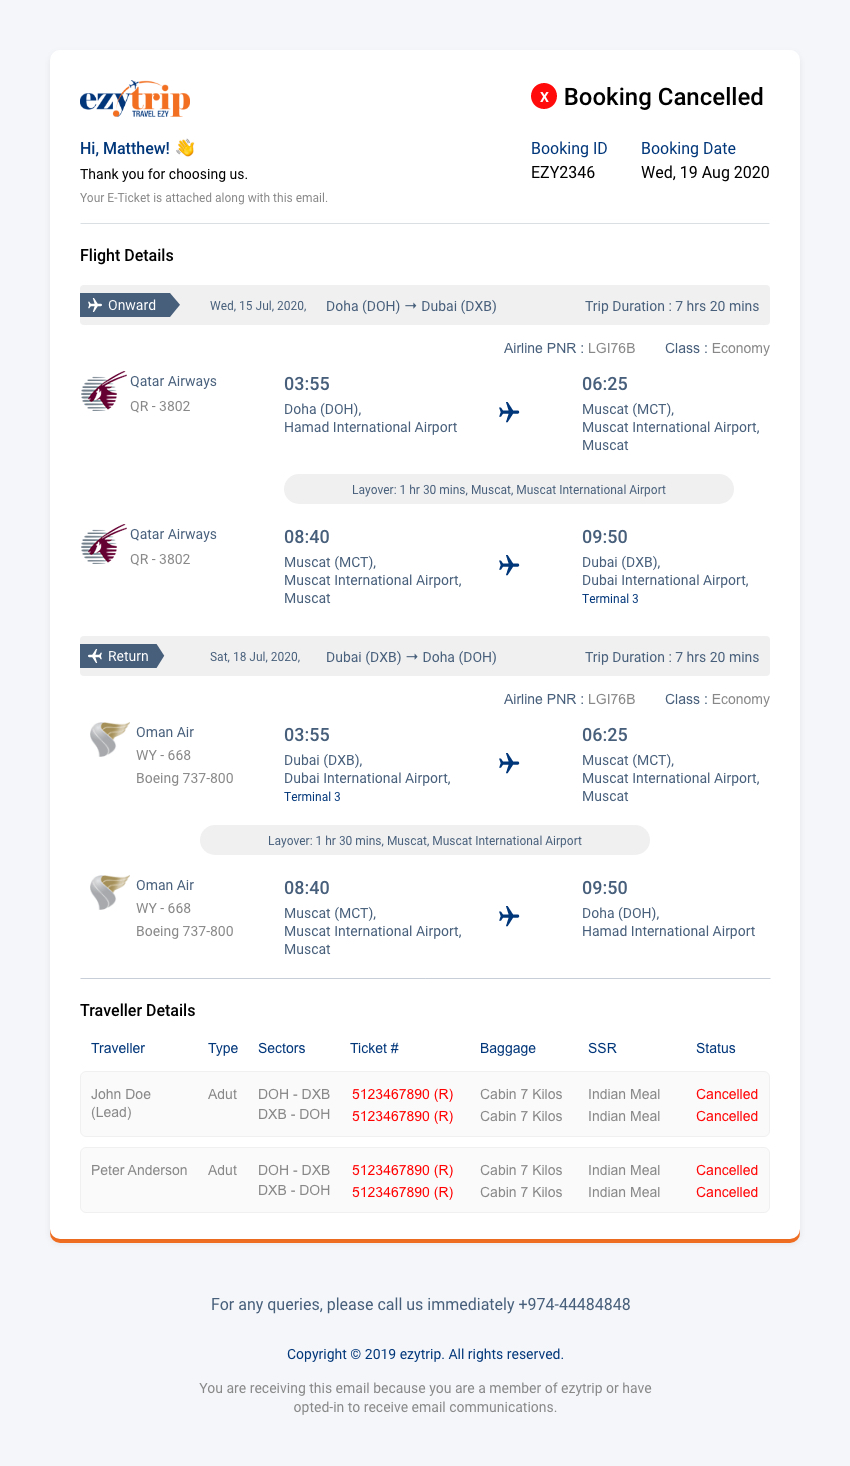 ezytrip
TRAVEL EZY
X Booking Cancelled
Hi, Matthew! 👋
Thank you for choosing us.
Your E-Ticket is attached along with this email.
Booking ID Booking Date
EZY2346 Wed, 19 Aug 2020
Flight Details
Onward Wed, 15 Jul, 2020, Doha (DOH) → Dubai (DXB) Trip Duration : 7 hrs 20 mins
Airline PNR : LGI76B Class : Economy
Qatar Airways
QR - 3802
03:55
Doha (DOH),
Hamad International Airport
06:25
Muscat (MCT),
Muscat International Airport,
Muscat
Layover: 1 hr 30 mins, Muscat, Muscat International Airport
Qatar Airways
QR - 3802
08:40
Muscat (MCT),
Muscat International Airport,
Muscat
09:50
Dubai (DXB),
Dubai International Airport,
Terminal 3
Return Sat, 18 Jul, 2020, Dubai (DXB) → Doha (DOH) Trip Duration : 7 hrs 20 mins
Airline PNR : LGI76B Class : Economy
Oman Air
WY - 668
Boeing 737-800
03:55
Dubai (DXB),
Dubai International Airport,
Terminal 3
06:25
Muscat (MCT),
Muscat International Airport,
Muscat
Layover: 1 hr 30 mins, Muscat, Muscat International Airport
Oman Air
WY - 668
Boeing 737-800
08:40
Muscat (MCT),
Muscat International Airport,
Muscat
09:50
Doha (DOH),
Hamad International Airport
Traveller Details
Traveller Type Sectors Ticket # Baggage SSR Status
John Doe Adut DOH - DXB 5123467890 (R) Cabin 7 Kilos Indian Meal Cancelled
(Lead) DXB - DOH 5123467890 (R) Cabin 7 Kilos Indian Meal Cancelled
Peter Anderson Adut DOH - DXB 5123467890 (R) Cabin 7 Kilos Indian Meal Cancelled
DXB - DOH 5123467890 (R) Cabin 7 Kilos Indian Meal Cancelled
For any queries, please call us immediately +974-44484848
Copyright © 2019 ezytrip. All rights reserved.
You are receiving this email because you are a member of ezytrip or have
opted-in to receive email communications.